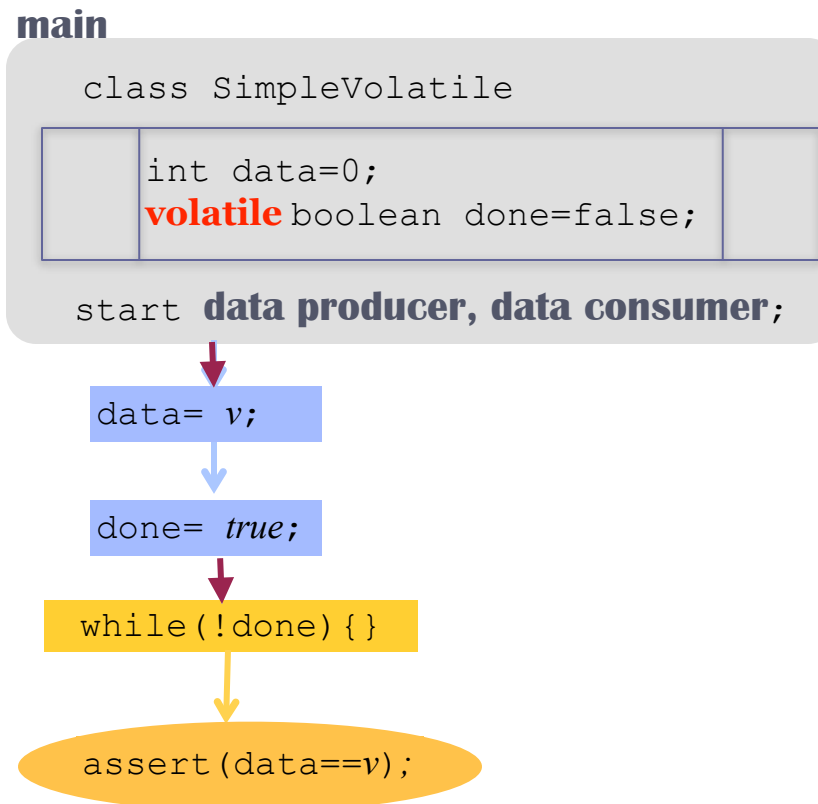 main
class SimpleVolatile
int data=0;
volatile boolean done=false;
start data producer, data consumer;
data= v;
done= true;
while(!done){}
assert(data==v);